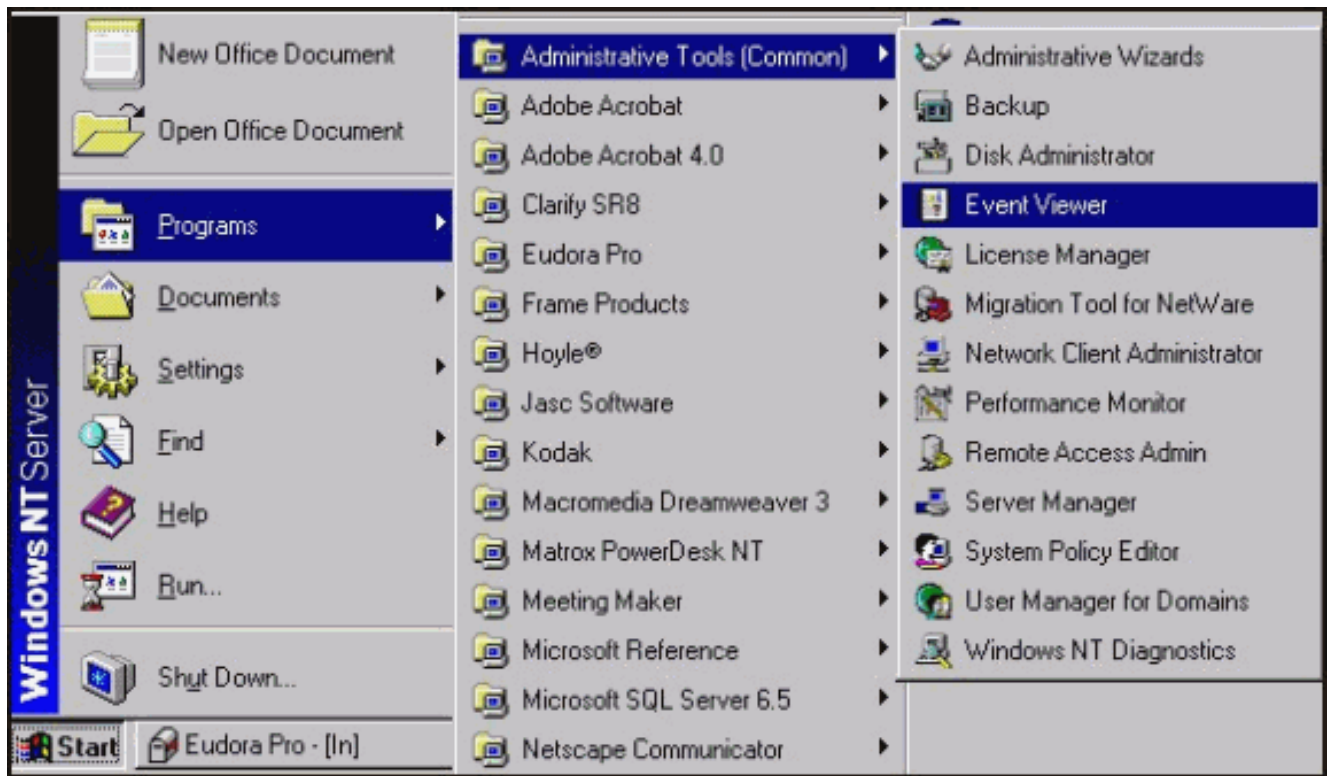 New Office Document
Open Office Document
Programs
Documents
Settings
Find
Help
Run...
Shut Down...
Windows NT Server
Start
Eudora Pro - [In]
Administrative Tools (Common)
Adobe Acrobat
Adobe Acrobat 4.0
Clarify SR8
Eudora Pro
Frame Products
Hoyle®
Jasc Software
Kodak
Macromedia Dreamweaver 3
Matrox PowerDesk NT
Meeting Maker
Microsoft Reference
Microsoft SQL Server 6.5
Netscape Communicator
Administrative Wizards
Backup
Disk Administrator
Event Viewer
License Manager
Migration Tool for NetWare
Network Client Administrator
Performance Monitor
Remote Access Admin
Server Manager
System Policy Editor
User Manager for Domains
Windows NT Diagnostics